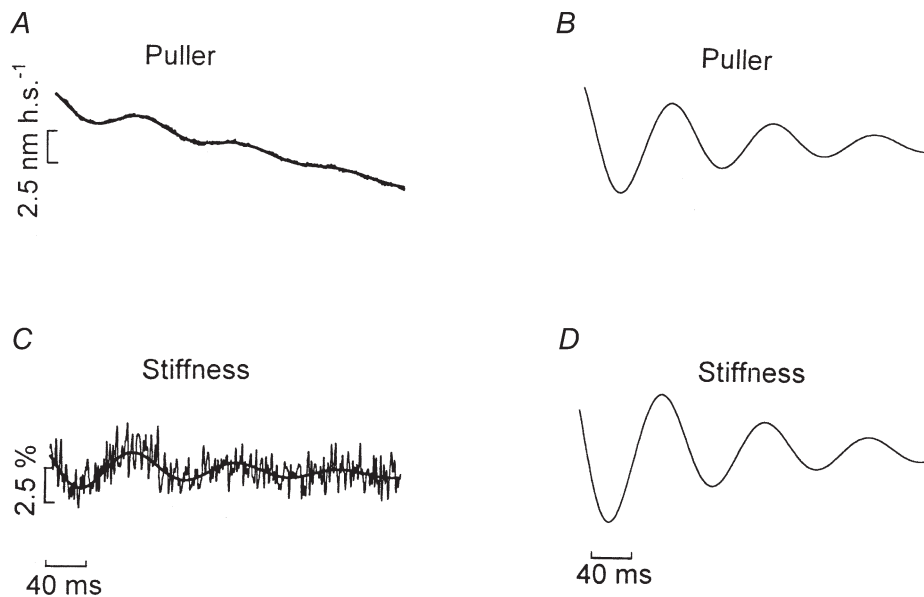 A
Puller
2.5 nm h.s.⁻¹
B
Puller
C
Stiffness
2.5 %
40 ms
D
Stiffness
40 ms